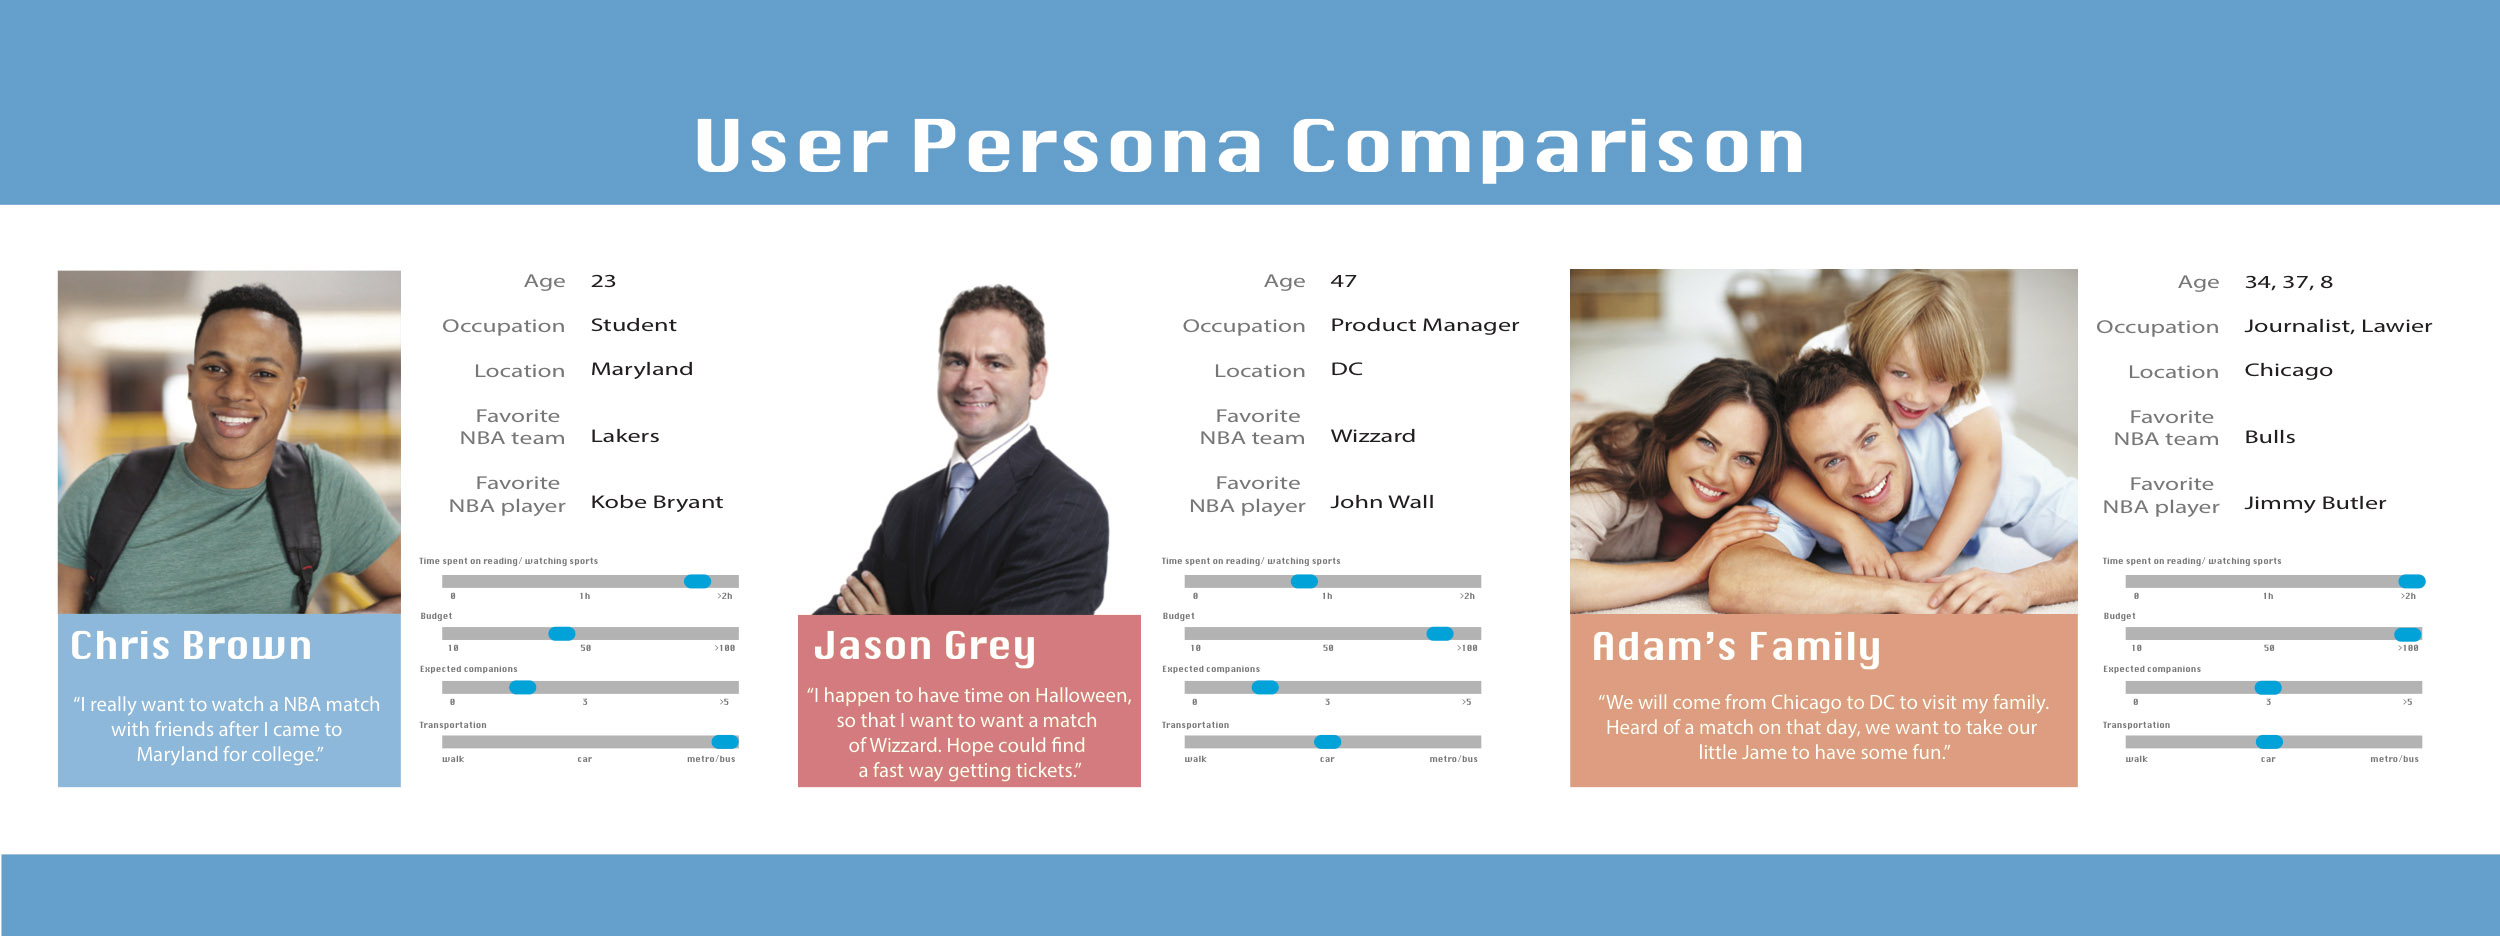 User Persona Comparison
Age 23
Occupation Student
Location Maryland
Favorite
NBA team Lakers
Favorite
NBA player Kobe Bryant
Time spent on reading/ watching sports
0 1h >2h
Budget
10 50 >100
Expected companions
0 3 >5
Transportation
walk car metro/bus
Chris Brown
“I really want to watch a NBA match
with friends after I came to
Maryland for college.”
Age 47
Occupation Product Manager
Location DC
Favorite
NBA team Wizzard
Favorite
NBA player John Wall
Time spent on reading/ watching sports
0 1h >2h
Budget
10 50 >100
Expected companions
0 3 >5
Transportation
walk car metro/bus
Jason Grey
“I happen to have time on Halloween,
so that I want to want a match
of Wizzard. Hope could find
a fast way getting tickets.”
Age 34, 37, 8
Occupation Journalist, Lawier
Location Chicago
Favorite
NBA team Bulls
Favorite
NBA player Jimmy Butler
Time spent on reading/ watching sports
0 1h >2h
Budget
10 50 >100
Expected companions
0 3 >5
Transportation
walk car metro/bus
Adam’s Family
“We will come from Chicago to DC to visit my family.
Heard of a match on that day, we want to take our
little Jame to have some fun.”